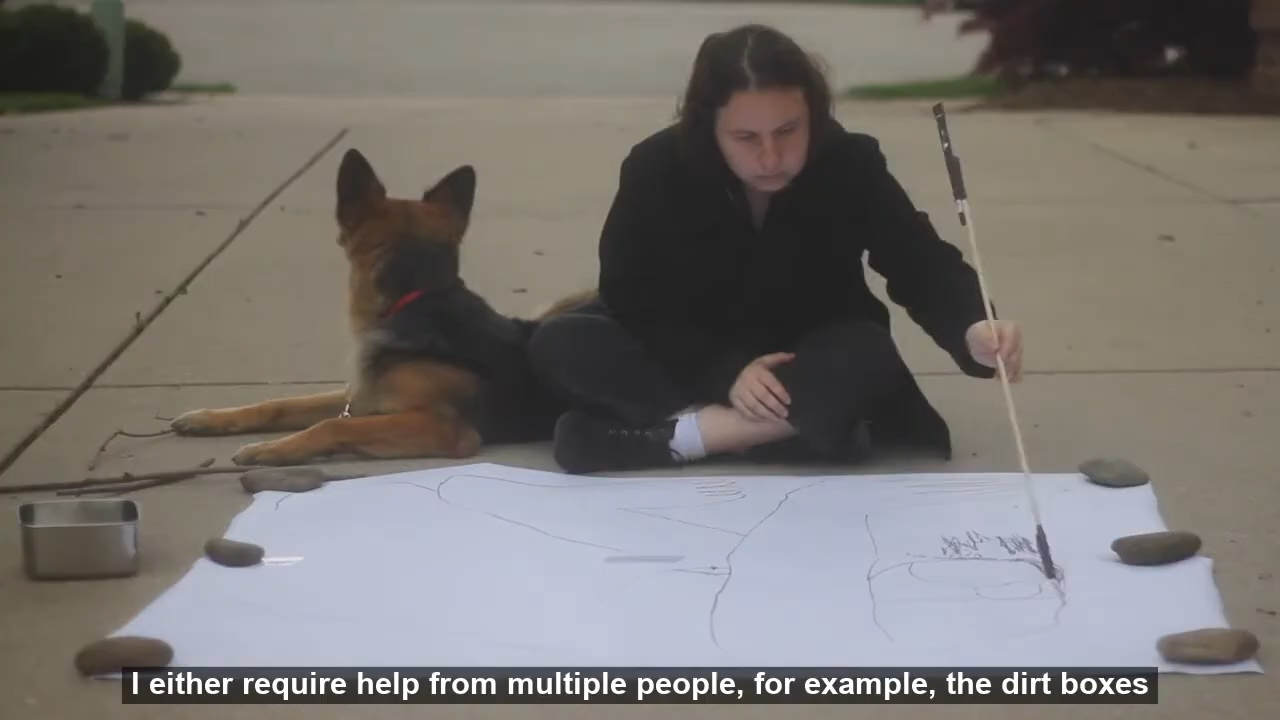 I either require help from multiple people, for example, the dirt boxes